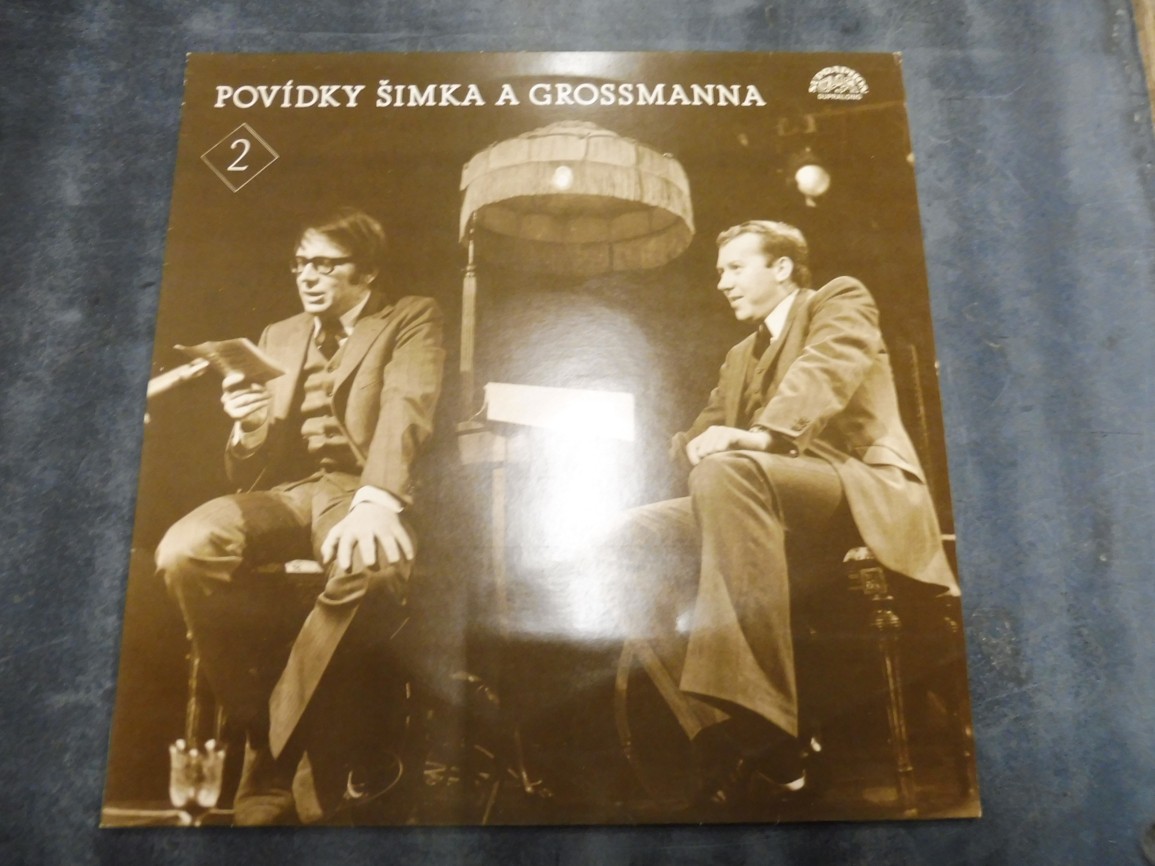 POVÍDKY ŠIMKA A GROSSMANNA
SUPRAPHON
2